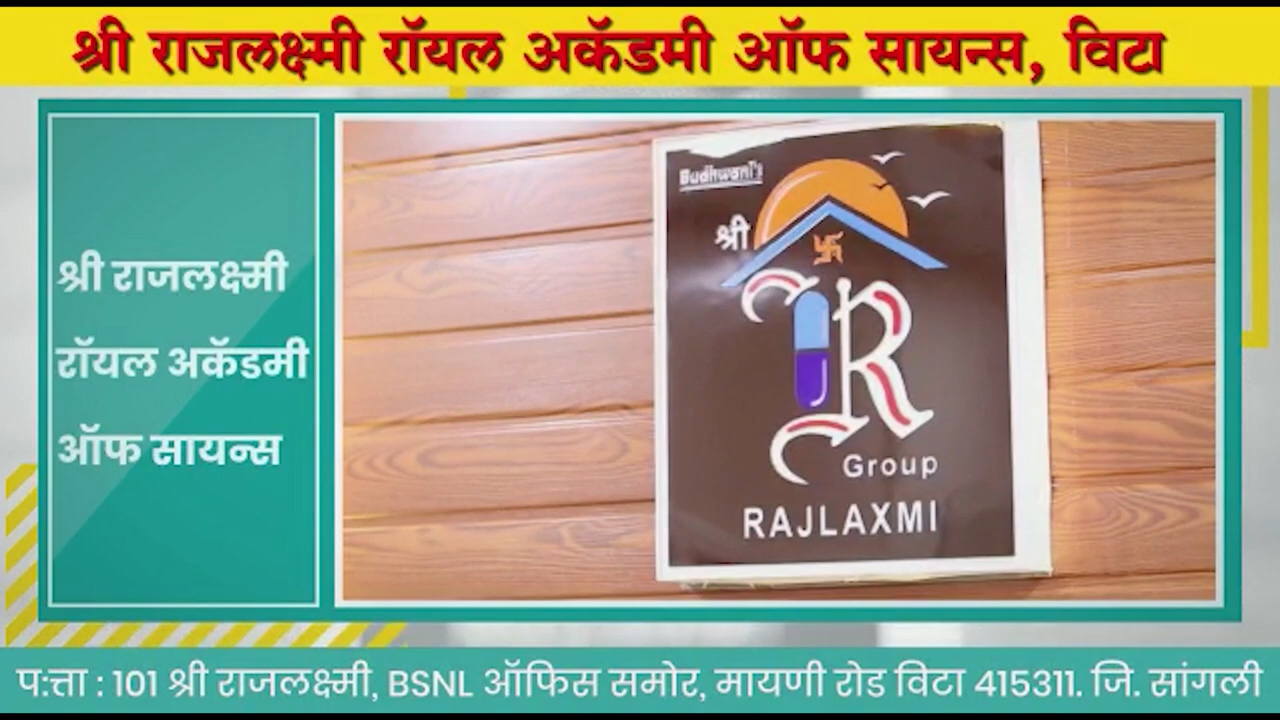 श्री राजलक्ष्मी रॉयल अकॅडमी ऑफ सायन्स, विटा
श्री राजलक्ष्मी
रॉयल अकॅडमी
ऑफ सायन्स
Budhwani's
श्री
R
Group
RAJLAXMI
प:त्ता : 101 श्री राजलक्ष्मी, BSNL ऑफिस समोर, मायणी रोड विटा 415311. जि. सांगली